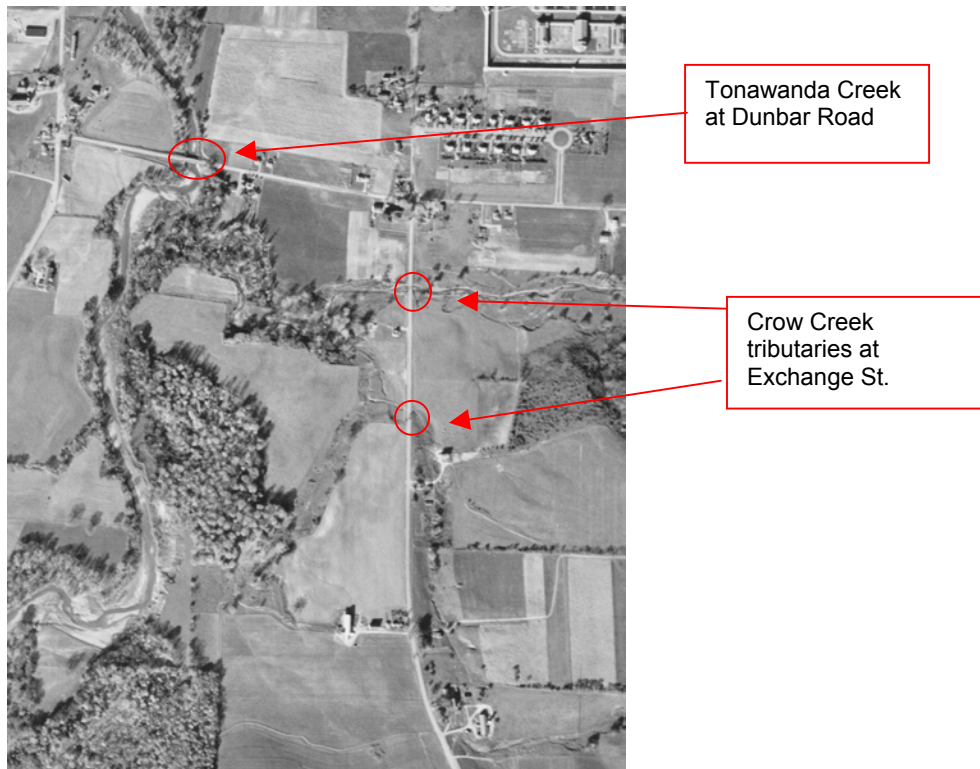 Tonawanda Creek
at Dunbar Road
Crow Creek
tributaries at
Exchange St.